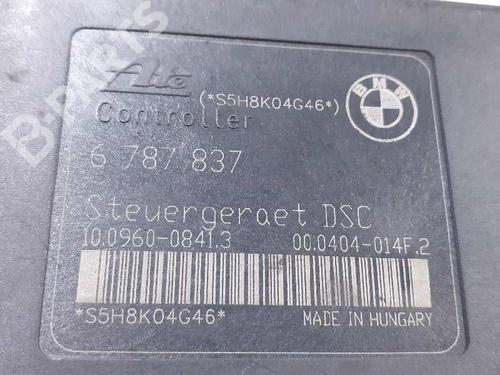 Ate (*S5H8K04G46*)
BMW
Controller
6 787 837
Steuergeraet DSC
10.0960-0841.3 00.0404-014F.2
*S5H8K04G46* MADE IN HUNGARY
B-PARTS